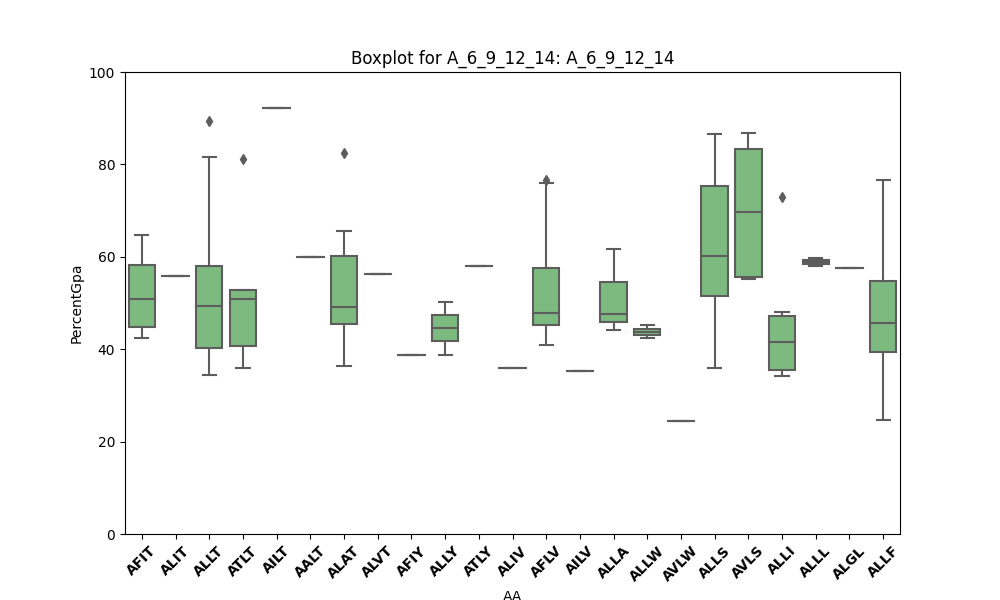 Boxplot for A_6_9_12_14: A_6_9_12_14
PercentGpa
100
80
60
40
20
0
AFIT ALIT ALLT ATLT AILT AALT ALAT ALVT AFIY ALLY ATLY ALIV AFLV AILV ALLA ALLW AVLW ALLS AVLS ALLI ALLL ALGL ALLF
AA